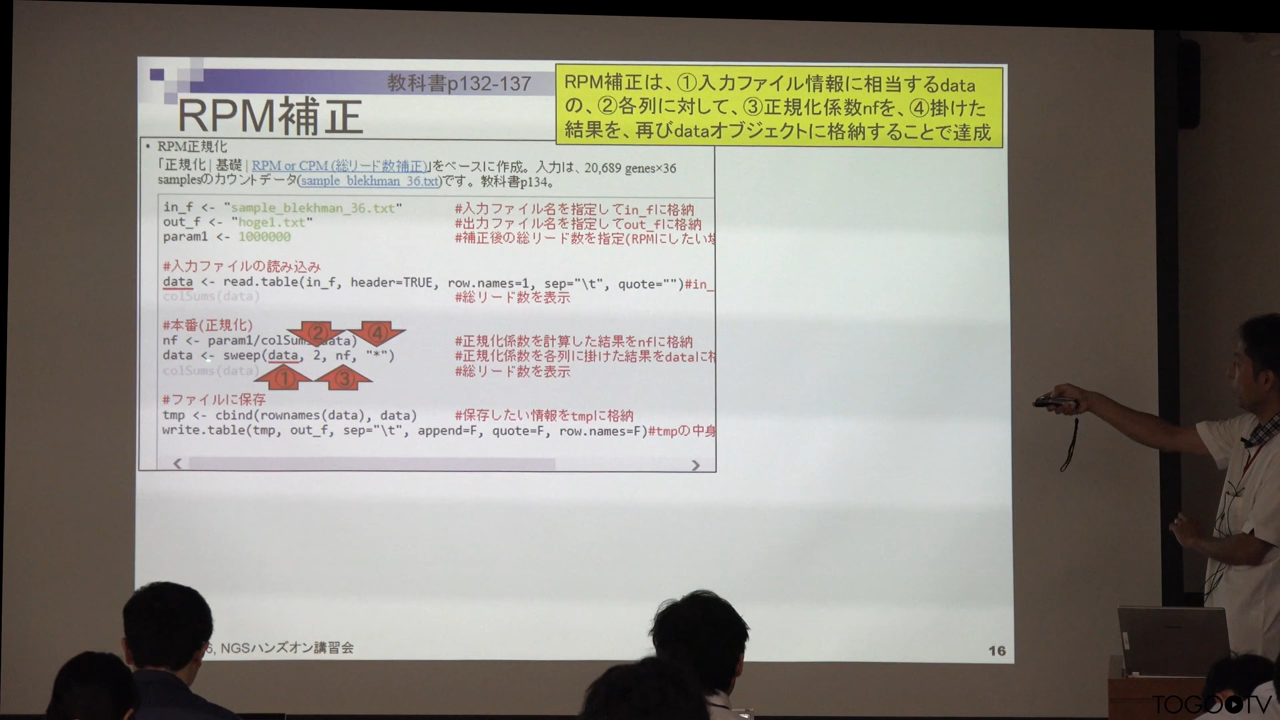 教科書p132-137
RPM補正
RPM補正は、①入力ファイル情報に相当するdata
の、②各列に対して、③正規化係数nfを、④掛けた
結果を、再びdataオブジェクトに格納することで達成
• RPM正規化
「正規化 | 基礎 | RPM or CPM (総リード数補正)」をベースに作成。入力は、20,689 genes×36
samplesのカウントデータ(sample_blekhman_36.txt)です。教科書p134。
in_f <- "sample_blekhman_36.txt" #入力ファイル名を指定してin_fに格納
out_f <- "hoge1.txt" #出力ファイル名を指定してout_fに格納
param1 <- 1000000 #補正後の総リード数を指定(RPMにしたい
#入力ファイルの読み込み
data <- read.table(in_f, header=TRUE, row.names=1, sep="\t", quote="")#in_
colSums(data) #総リード数を表示
#本番(正規化)
② ④
nf <- param1/colSum data) #正規化係数を計算した結果をnfに格納
data <- sweep(data, 2, nf, "*") #正規化係数を各列に掛けた結果をdataに
colSums(data) #総リード数を表示
① ③
#ファイルに保存
tmp <- cbind(rownames(data), data) #保存したい情報をtmpに格納
write.table(tmp, out_f, sep="\t", append=F, quote=F, row.names=F)#tmpの中身
6, NGSハンズオン講習会
16
TOGOTV